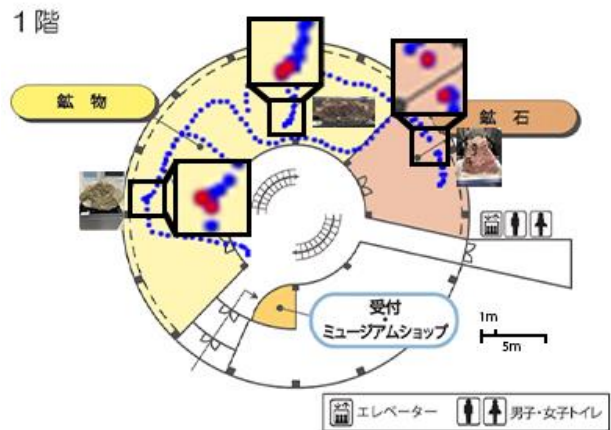 1階
鉱物
鉱石
受付
・
ミュージアムショップ
1m
5m
エレベーター
男子・女子トイレ